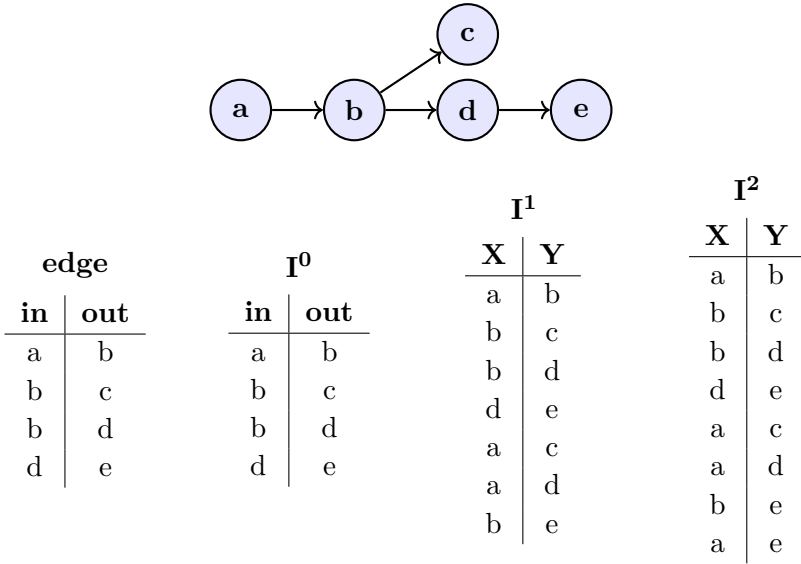 c
a b d e
edge
in out
a b
b c
b d
d e
I⁰
in out
a b
b c
b d
d e
I¹
X Y
a b
b c
b d
d e
a c
a d
b e
I²
X Y
a b
b c
b d
d e
a c
a d
b e
a e